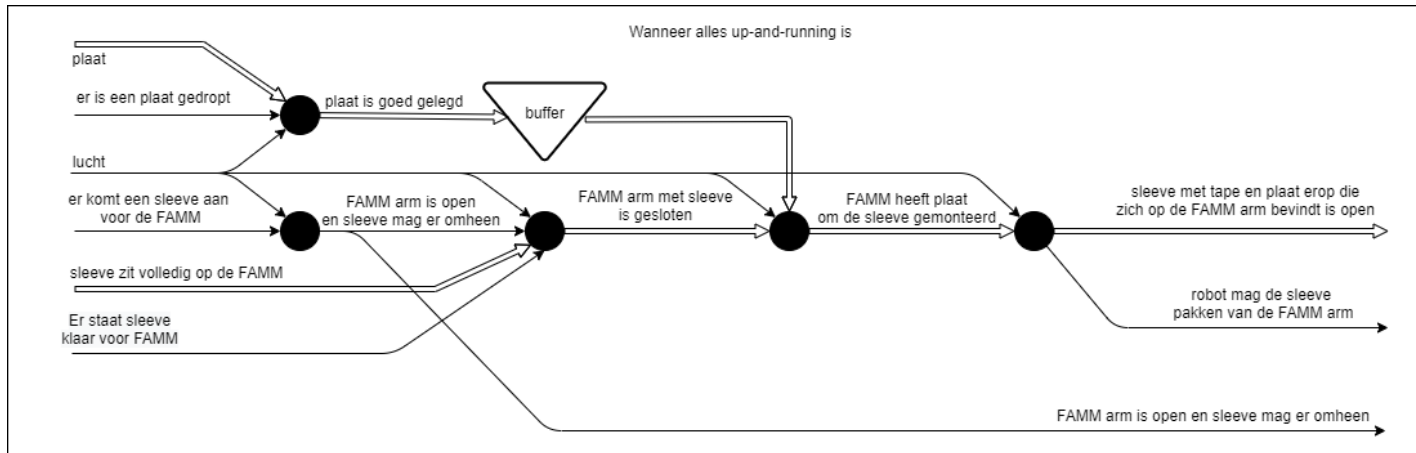 Wanneer alles up-and-running is
plaat
er is een plaat gedropt
plaat is goed gelegd
buffer
lucht
er komt een sleeve aan
voor de FAMM
FAMM arm is open
en sleeve mag er omheen
FAMM arm met sleeve
is gesloten
FAMM heeft plaat
om de sleeve gemonteerd
sleeve met tape en plaat erop die
zich op de FAMM arm bevindt is open
sleeve zit volledig op de FAMM
Er staat sleeve
klaar voor FAMM
robot mag de sleeve
pakken van de FAMM arm
FAMM arm is open en sleeve mag er omheen